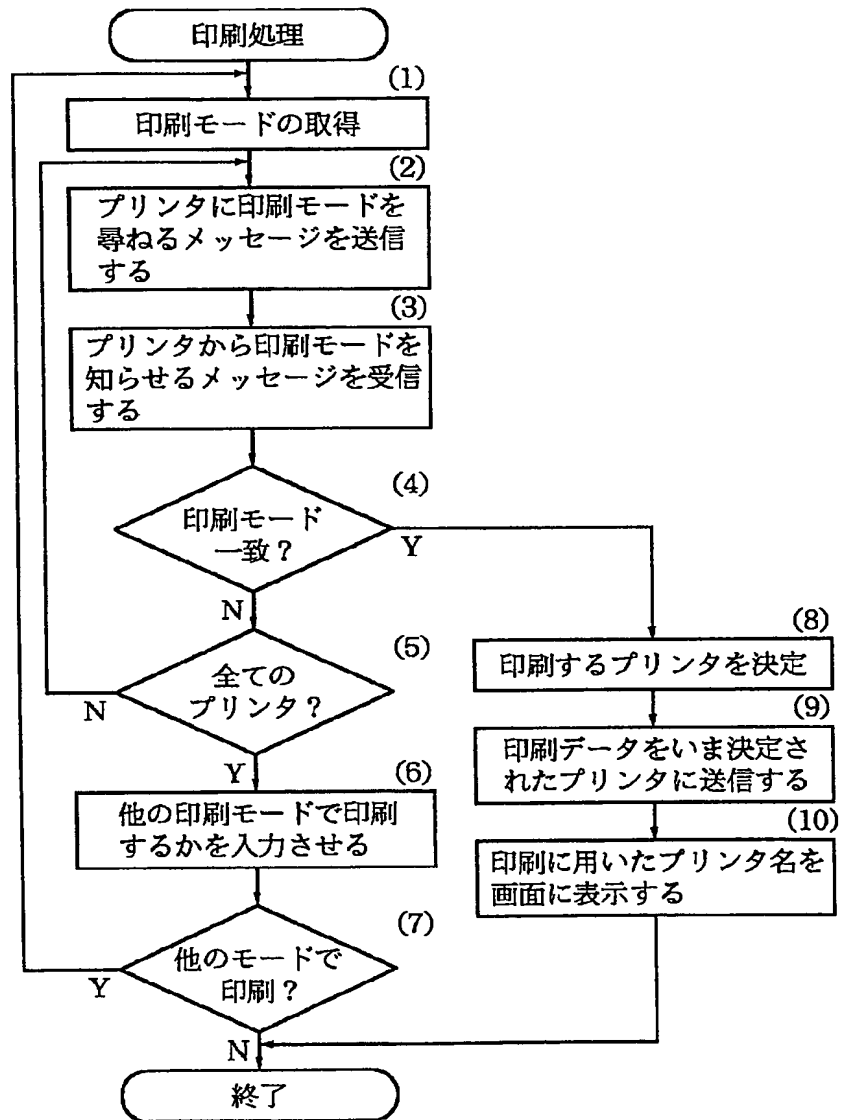 印刷処理
(1)
印刷モードの取得
(2)
プリンタに印刷モードを
尋ねるメッセージを送信
する
(3)
プリンタから印刷モードを
知らせるメッセージを受信
する
(4)
印刷モード
一致?
Y
N
(5)
全ての
プリンタ?
N
Y
(6)
他の印刷モードで印刷
するかを入力させる
(7)
他のモードで
印刷?
Y
N
(8)
印刷するプリンタを決定
(9)
印刷データをいま決定さ
れたプリンタに送信する
(10)
印刷に用いたプリンタ名を
画面に表示する
終了